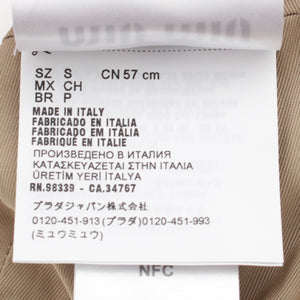 miu miu
SZ S CN 57 cm
MX CH
BR P
MADE IN ITALY
FABRICADO EN ITALIA
FABRICADO EM ITÁLIA
FABRIQUÉ EN ITALIE
ПРОИЗВЕДЕНО В ИТАЛИЯ
ΚΑΤΑΣΚΕΥΑΖΕΤΑΙ ΣΤΗΝ ΙΤΑΛΙΑ
ÜRETİM YERİ İTALYA
RN.98339 - CA.34767
プラダジャパン株式会社
0120-451-913 (プラダ) 0120-451-993
(ミュウミュウ)
NFC